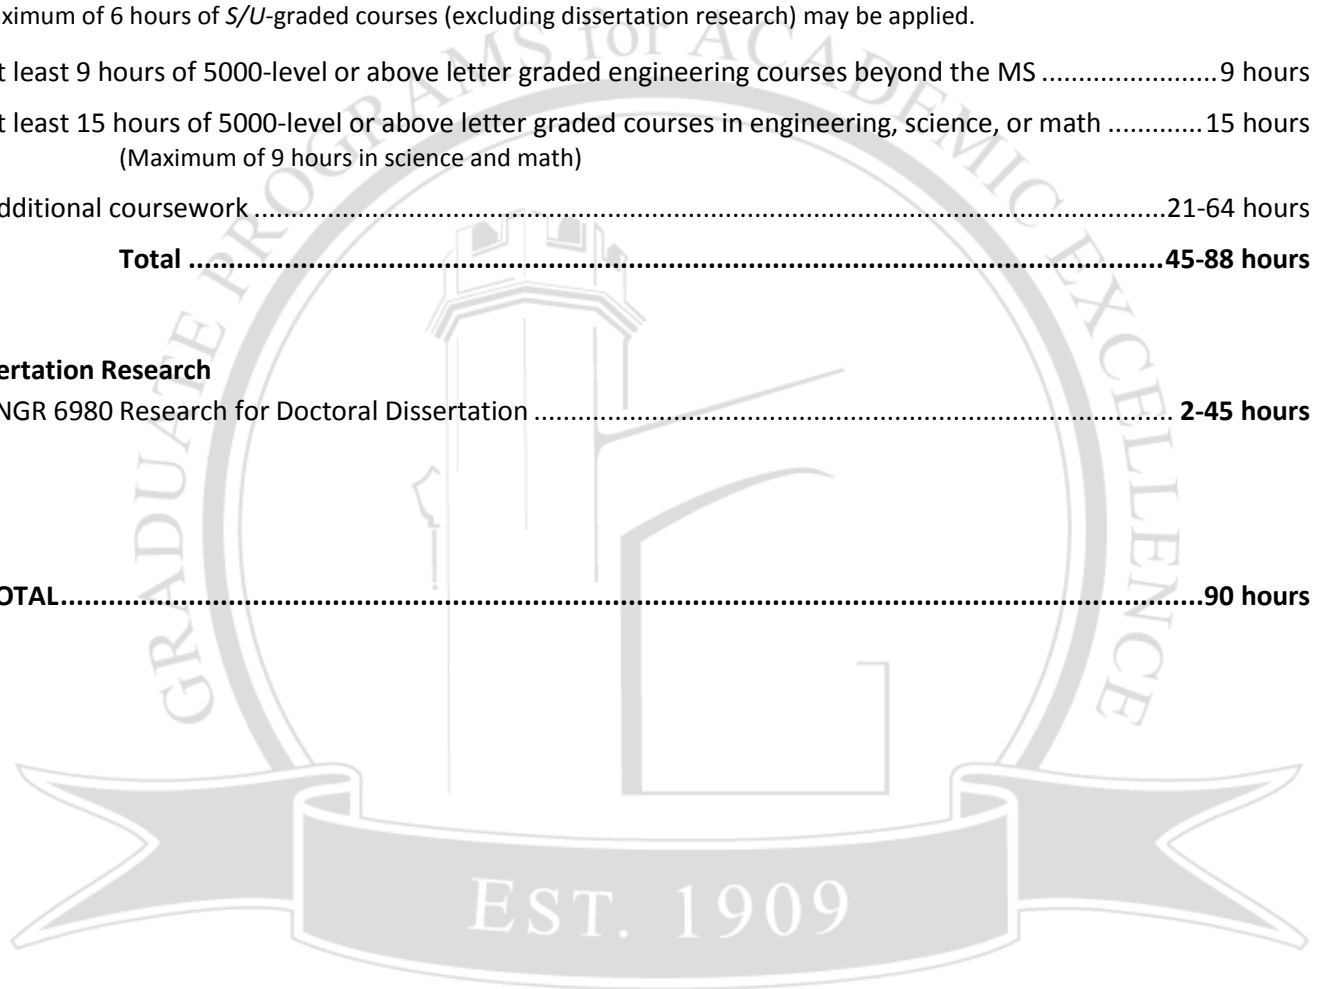 aximum of 6 hours of S/U-graded courses (excluding dissertation research) may be applied.
t least 9 hours of 5000-level or above letter graded engineering courses beyond the MS ........................ 9 hours
t least 15 hours of 5000-level or above letter graded courses in engineering, science, or math ............ 15 hours
(Maximum of 9 hours in science and math)
dditional coursework ........................................................................ 21-64 hours
Total ........................................................................ 45-88 hours
ertation Research
NGR 6980 Research for Doctoral Dissertation ........................................................................ 2-45 hours
OTAL ........................................................................ 90 hours
GRADUATE PROGRAMS for ACADEMIC EXCELLENCE
EST. 1909